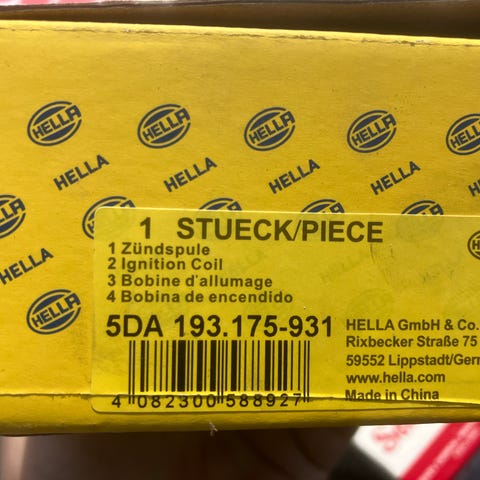 HELLA HELLA HELLA HELLA HELLA
HELLA HELLA HELLA HELLA
HELLA
HELLA
HELLA
1 STUECK/PIECE
1 Zündspule
2 Ignition Coil
3 Bobine d'allumage
4 Bobina de encendido
5DA 193.175-931
4 082300 588927
HELLA GmbH & Co.
Rixbecker Straße 75
59552 Lippstadt/Gern
www.hella.com
Made in China